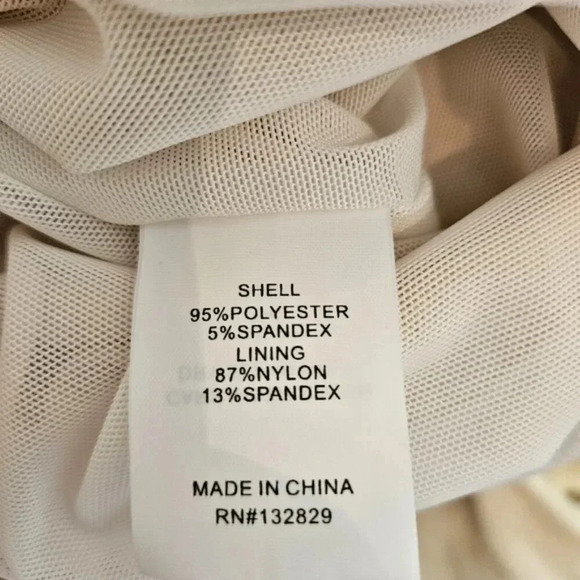 SHELL
95%POLYESTER
5%SPANDEX
LINING
87%NYLON
13%SPANDEX
MADE IN CHINA
RN#132829